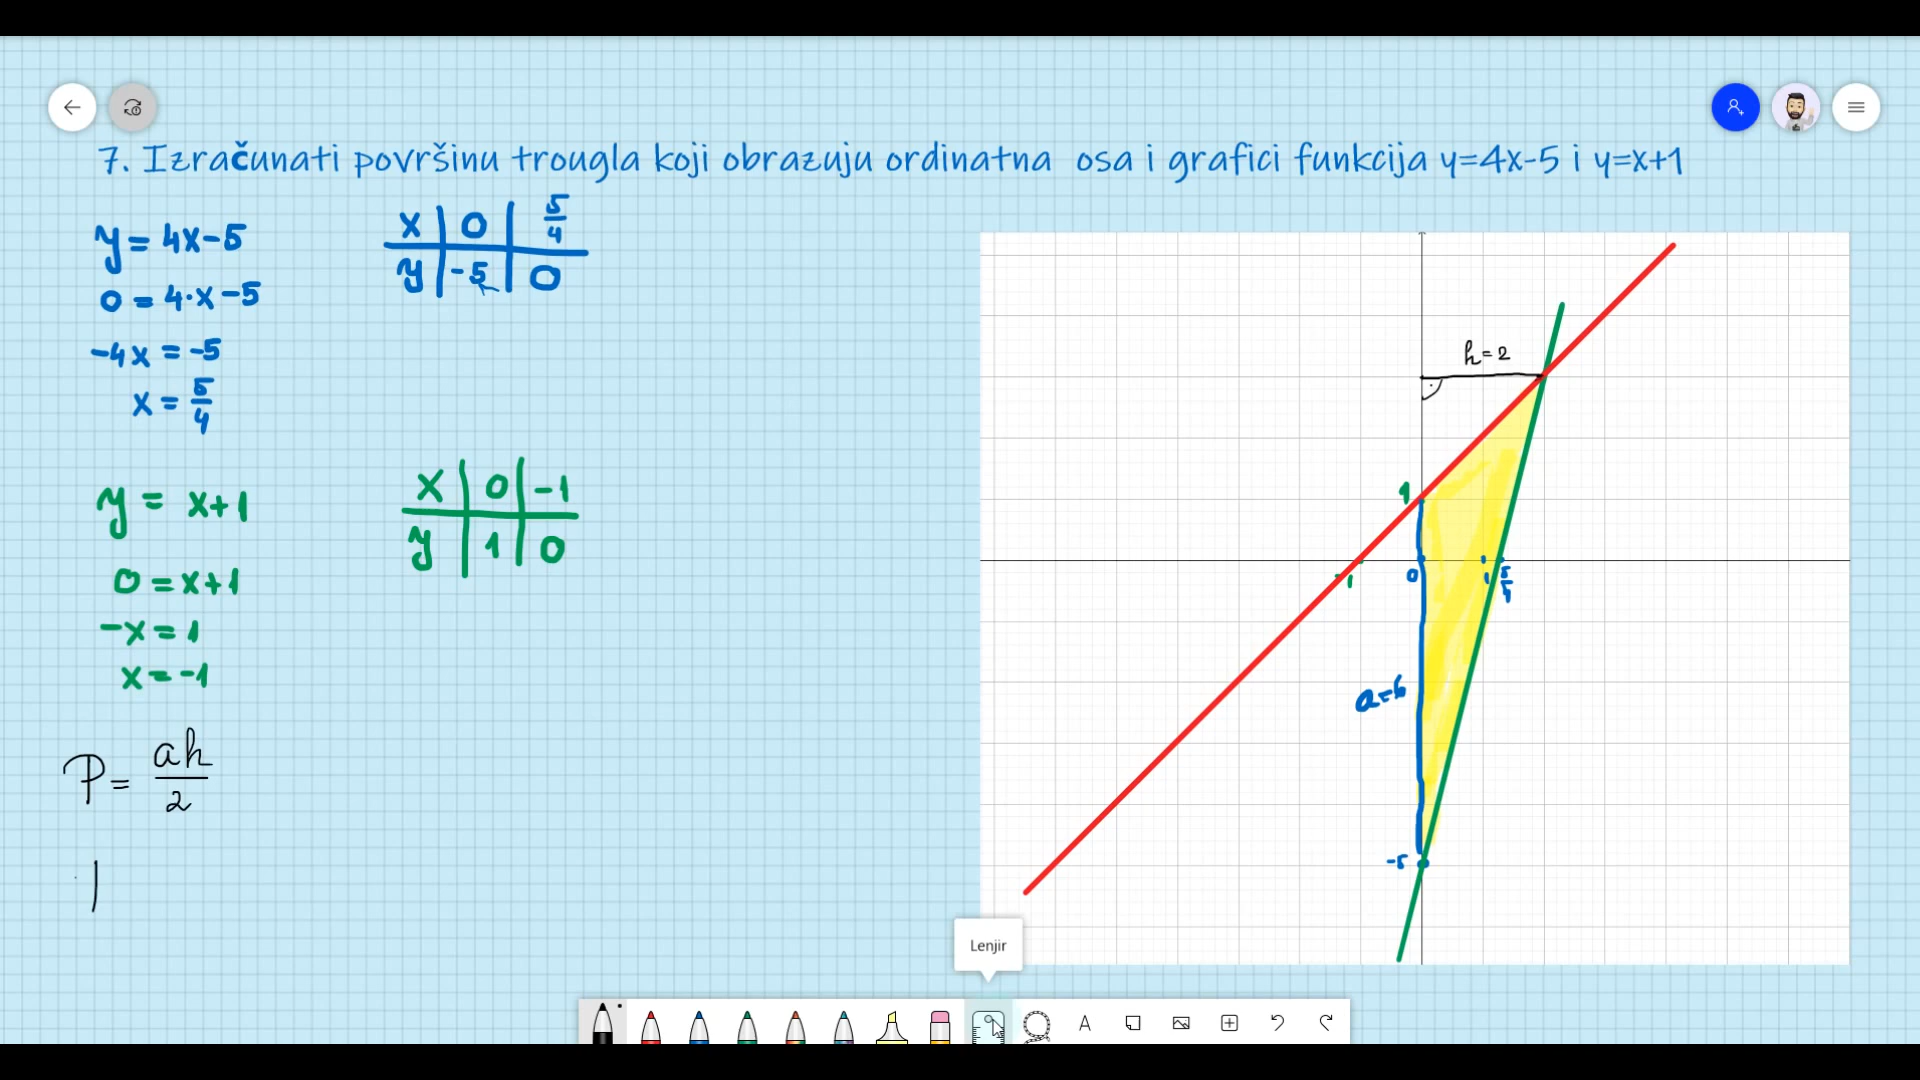 7. Izračunati površinu trougla koji obrazuju ordinatna osa i grafici funkcija y=4x-5 i y=x+1
y = 4x-5
0 = 4·x-5
-4x = -5
x = 5/4
x | 0 | 5/4
y | -5 | 0
y = x+1
0 = x+1
-x = 1
x = -1
x | 0 | -1
y | 1 | 0
P = ah/2
h=2
1
-1
0
1
5/4
a=6
-5
Lenjir
A